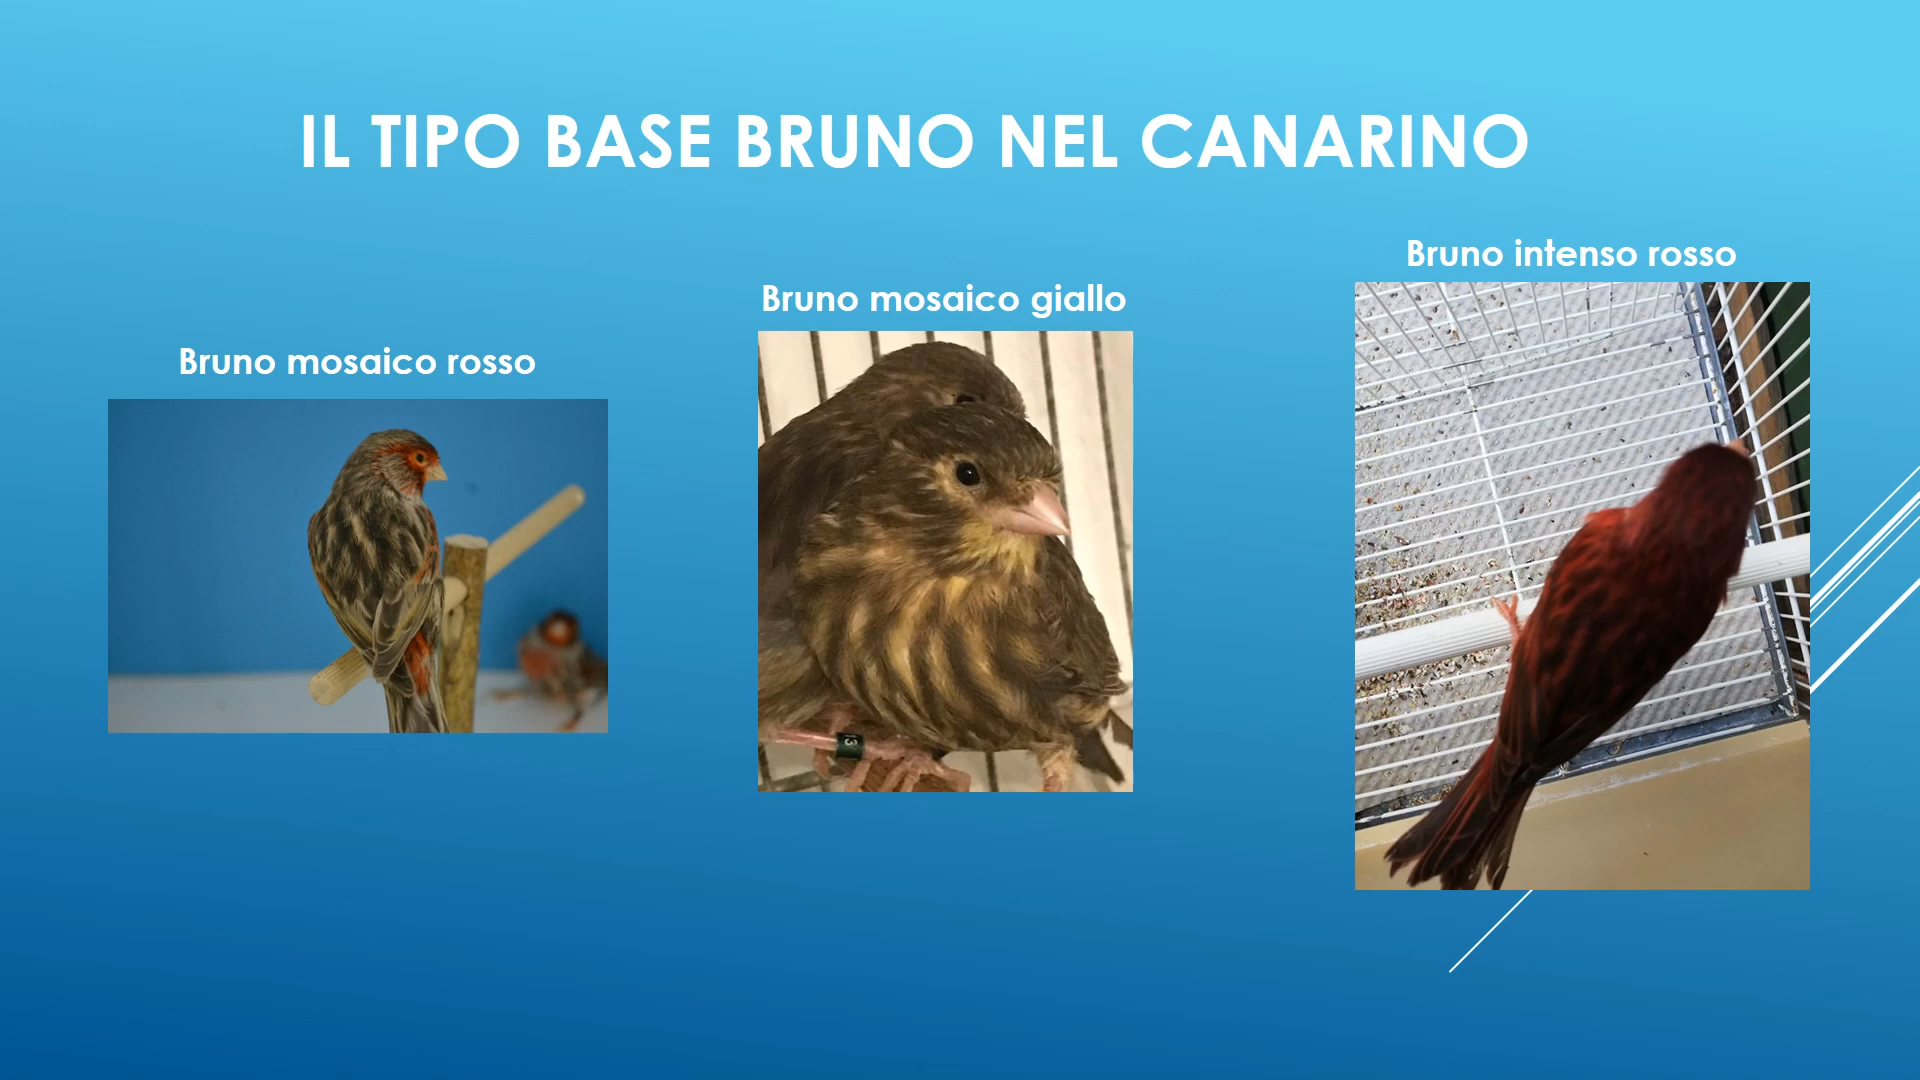 IL TIPO BASE BRUNO NEL CANARINO
Bruno mosaico rosso
Bruno mosaico giallo
Bruno intenso rosso